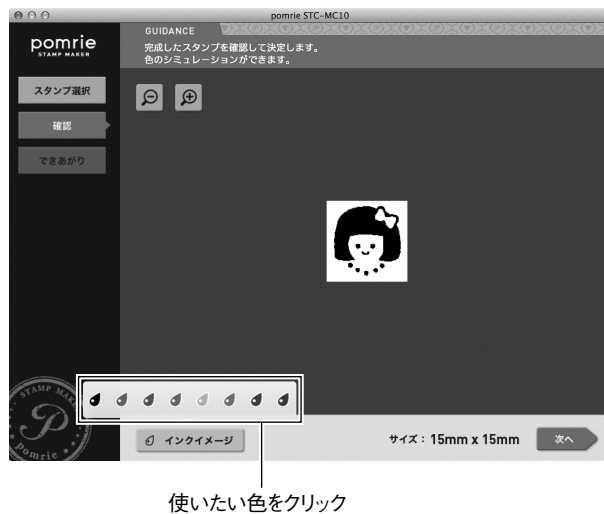 pomrie STC-MC10
pomrie
STAMP MAKER
GUIDANCE
完成したスタンプを確認して決定します。
色のシミュレーションができます。
スタンプ選択
確認
できあがり
STAMP MAK
P
Pomrie
インクイメージ
サイズ：15mm x 15mm
次へ
使いたい色をクリック